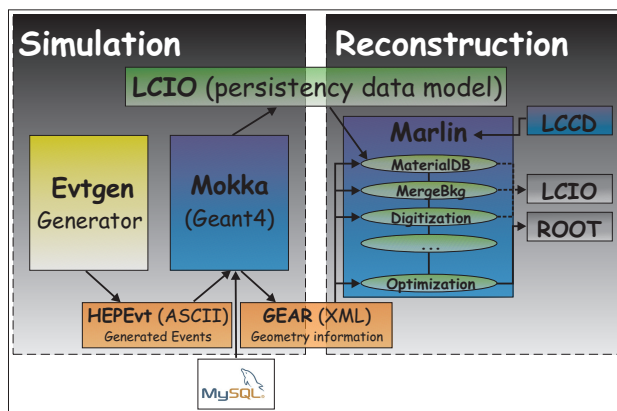 Simulation
Reconstruction
LCIO (persistency data model)
Evtgen
Generator
Mokka
(Geant4)
Marlin
MaterialDB
MergeBkg
Digitization
...
Optimization
LCCD
LCIO
ROOT
HEPEvt (ASCII)
Generated Events
GEAR (XML)
Geometry information
MySQL®